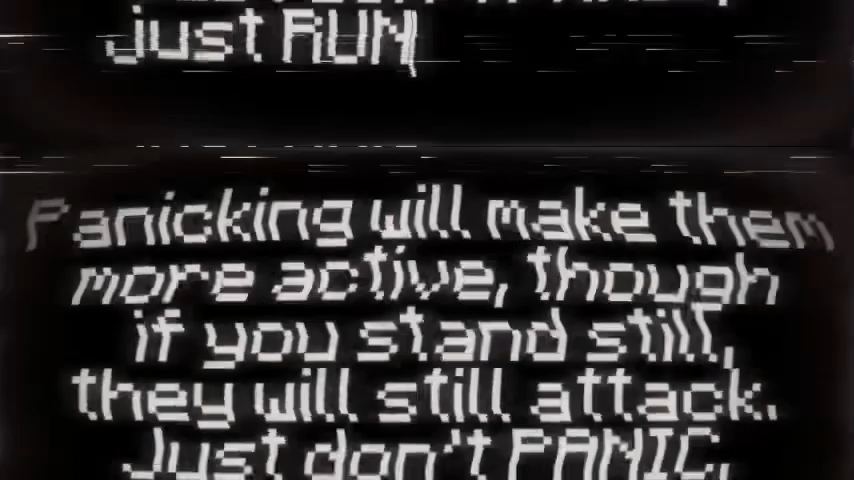 just RUN
Panicking will make them
more active, though
if you stand still,
they will still attack.
Just don't PANIC,